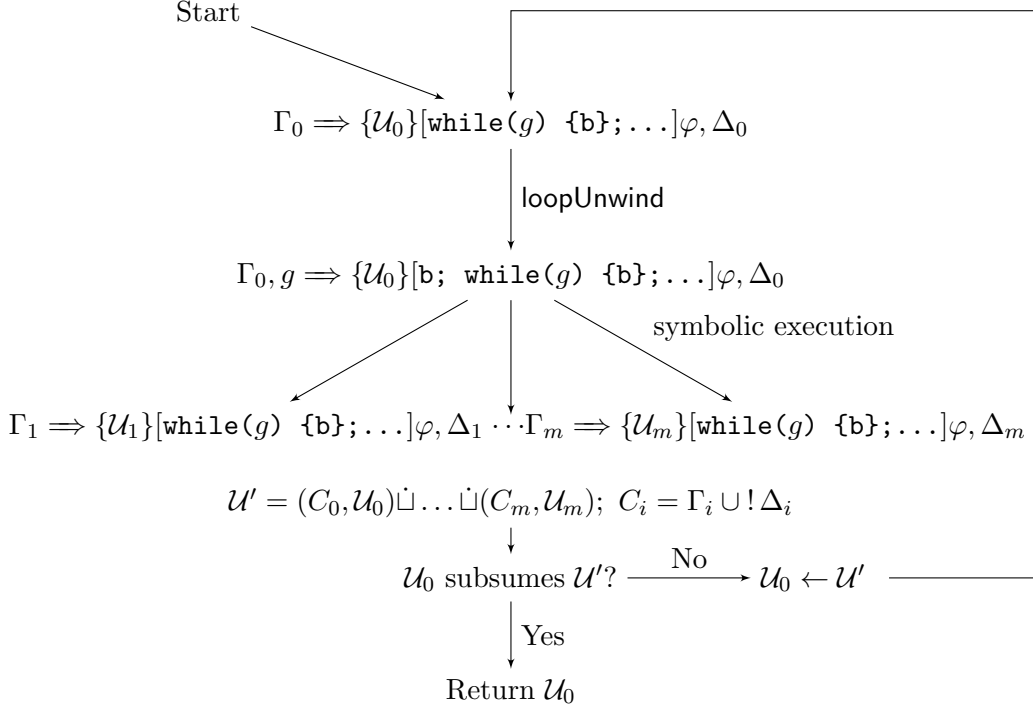 Start
Γ₀ ⟹ {𝒰₀}[while(g) {b};...]φ, Δ₀
loopUnwind
Γ₀, g ⟹ {𝒰₀}[b; while(g) {b};...]φ, Δ₀
symbolic execution
Γ₁ ⟹ {𝒰₁}[while(g) {b};...]φ, Δ₁ ⋯ Γₘ ⟹ {𝒰ₘ}[while(g) {b};...]φ, Δₘ
𝒰′ = (C₀, 𝒰₀)⊔̇ … ⊔̇(Cₘ, 𝒰ₘ); Cᵢ = Γᵢ ∪ ! Δᵢ
𝒰₀ subsumes 𝒰′? No 𝒰₀ ← 𝒰′
Yes
Return 𝒰₀